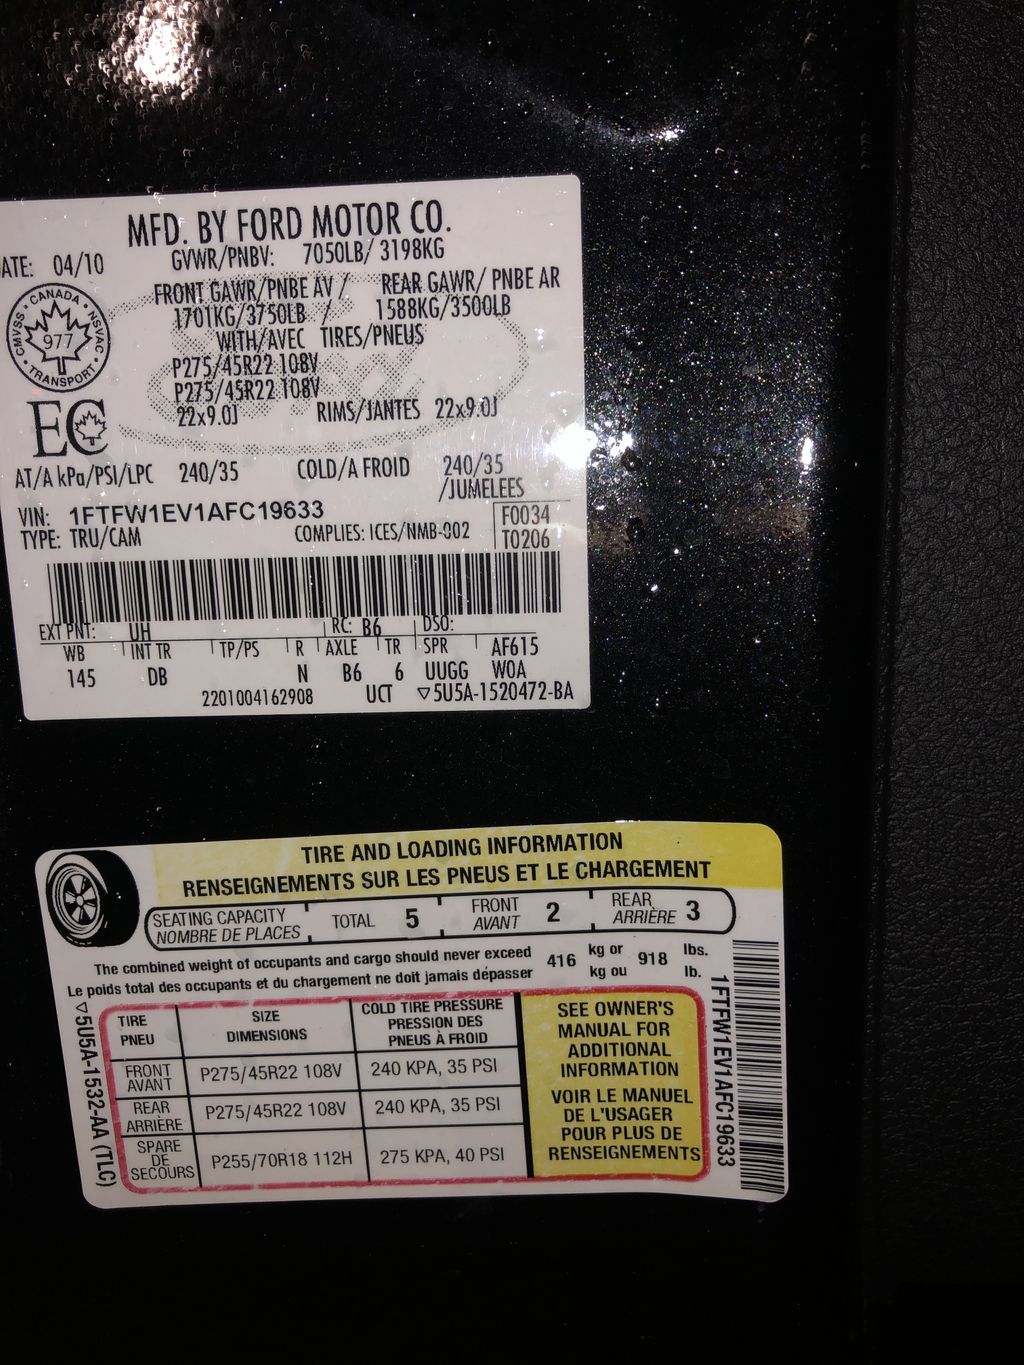 MFD. BY FORD MOTOR CO.
ATE: 04/10
GVWR/PNBV: 7050LB/ 3198KG
FRONT GAWR/PNBE AV / REAR GAWR/ PNBE AR
1701KG/3750LB / 1588KG/3500LB
WITH/AVEC TIRES/PNEUS
P275/45R22 108V
P275/45R22 108V
22x9.0J RIMS/JANTES 22x9.0J
CANADA
CMVSS NSVAC
977
TRANSPORT
EC
AT/A kPa/PSI/LPC 240/35 COLD/A FROID 240/35
/JUMELEES
VIN: 1FTFW1EV1AFC19633
TYPE: TRU/CAM COMPLIES: ICES/NMB-002
F0034
T0206
EXT PNT: UH RC: B6 DSO:
WB INT TR TP/PS R AXLE TR SPR AF615
145 DB N B6 6 UUGG WOA
2201004162908 UCT ▽5U5A-1520472-BA
TIRE AND LOADING INFORMATION
RENSEIGNEMENTS SUR LES PNEUS ET LE CHARGEMENT
SEATING CAPACITY
NOMBRE DE PLACES
TOTAL 5
FRONT
AVANT 2
REAR
ARRIÈRE 3
The combined weight of occupants and cargo should never exceed 416 kg or 918 lbs.
Le poids total des occupants et du chargement ne doit jamais dépasser kg ou lb.
TIRE
PNEU
SIZE
DIMENSIONS
COLD TIRE PRESSURE
PRESSION DES
PNEUS À FROID
FRONT
AVANT
P275/45R22 108V
240 KPA, 35 PSI
REAR
ARRIÈRE
P275/45R22 108V
240 KPA, 35 PSI
SPARE
DE
SECOURS
P255/70R18 112H
275 KPA, 40 PSI
SEE OWNER'S
MANUAL FOR
ADDITIONAL
INFORMATION
VOIR LE MANUEL
DE L'USAGER
POUR PLUS DE
RENSEIGNEMENTS
▽5U5A-1532-AA (TLC)
1FTFW1EV1AFC19633